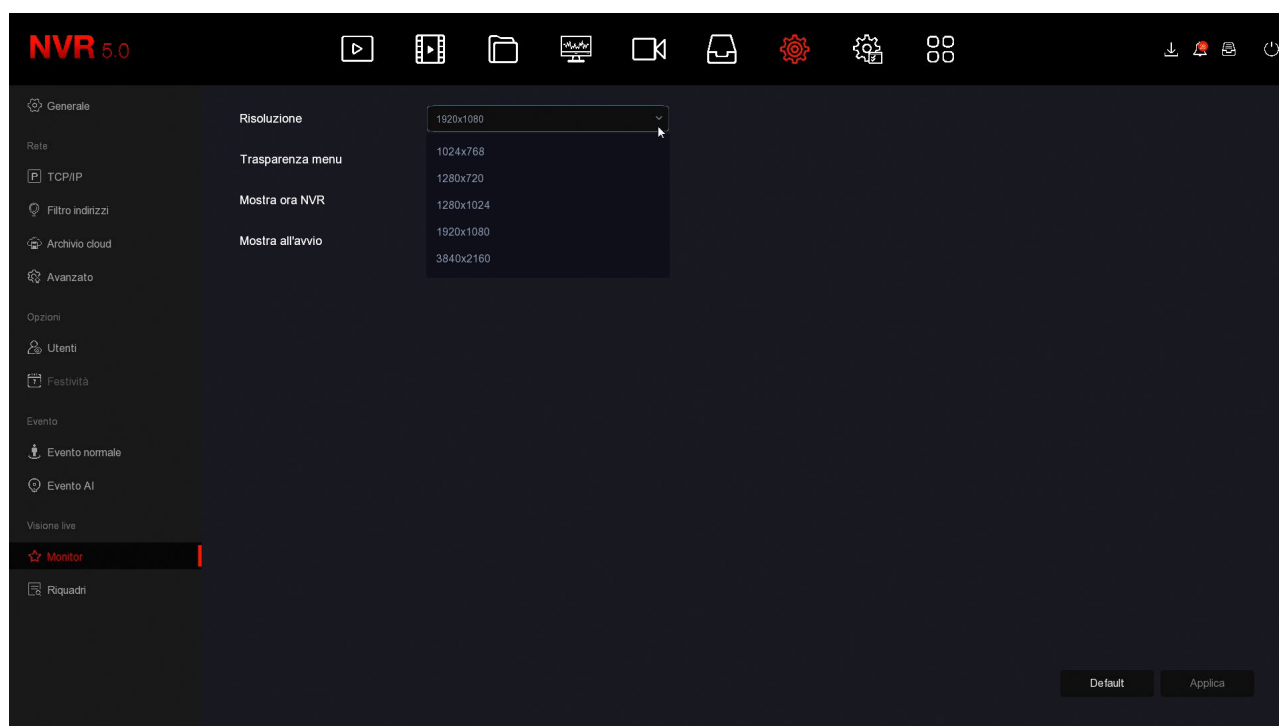 NVR 5.0
Generale
Rete
TCP/IP
Filtro indirizzi
Archivio cloud
Avanzato
Opzioni
Utenti
Festività
Evento
Evento normale
Evento AI
Visione live
Monitor
Riquadri
Risoluzione
1920x1080
1024x768
1280x720
1280x1024
1920x1080
3840x2160
Trasparenza menu
Mostra ora NVR
Mostra all'avvio
Default
Applica